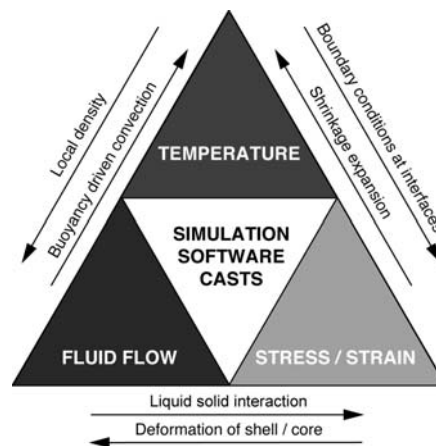 Local density
Buoyancy driven convection
Boundary conditions at interfaces
Shrinkage expansion
TEMPERATURE
SIMULATION
SOFTWARE
CASTS
FLUID FLOW
STRESS / STRAIN
Liquid solid interaction
Deformation of shell / core